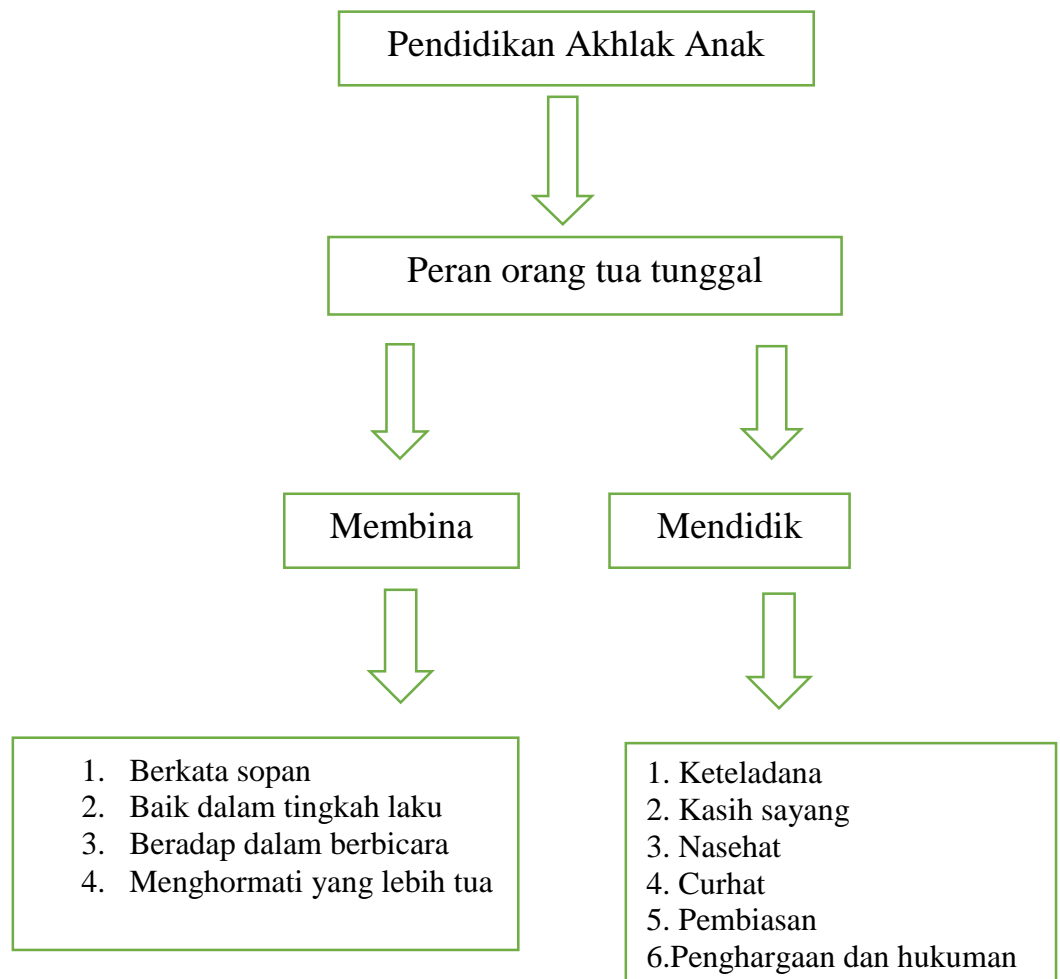 Pendidikan Akhlak Anak
Peran orang tua tunggal
Membina
Mendidik
1. Berkata sopan
2. Baik dalam tingkah laku
3. Beradap dalam berbicara
4. Menghormati yang lebih tua
1. Keteladana
2. Kasih sayang
3. Nasehat
4. Curhat
5. Pembiasan
6.Penghargaan dan hukuman